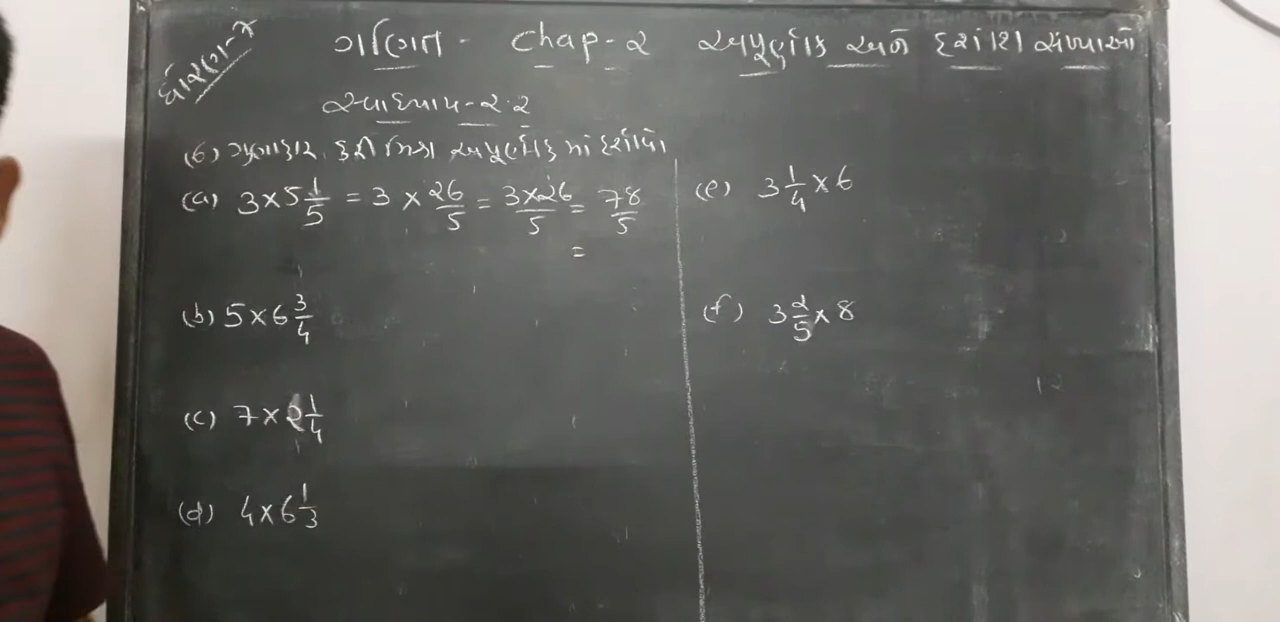 ધોરણ-૭
ગણિત - Chap-૨ અપૂર્ણાંક અને દશાંશ સંખ્યાઓ
સ્વાધ્યાય-૨.૨
(6) ગુણાકાર કરી મિશ્ર અપૂર્ણાંક માં દર્શાવો
(a) 3 × 5 1/5 = 3 × 26/5 = 3×26/5 = 78/5
=
(b) 5 × 6 3/4
(c) 7 × 2 1/4
(d) 4 × 6 1/3
(e) 3 1/4 × 6
(f) 3 2/5 × 8